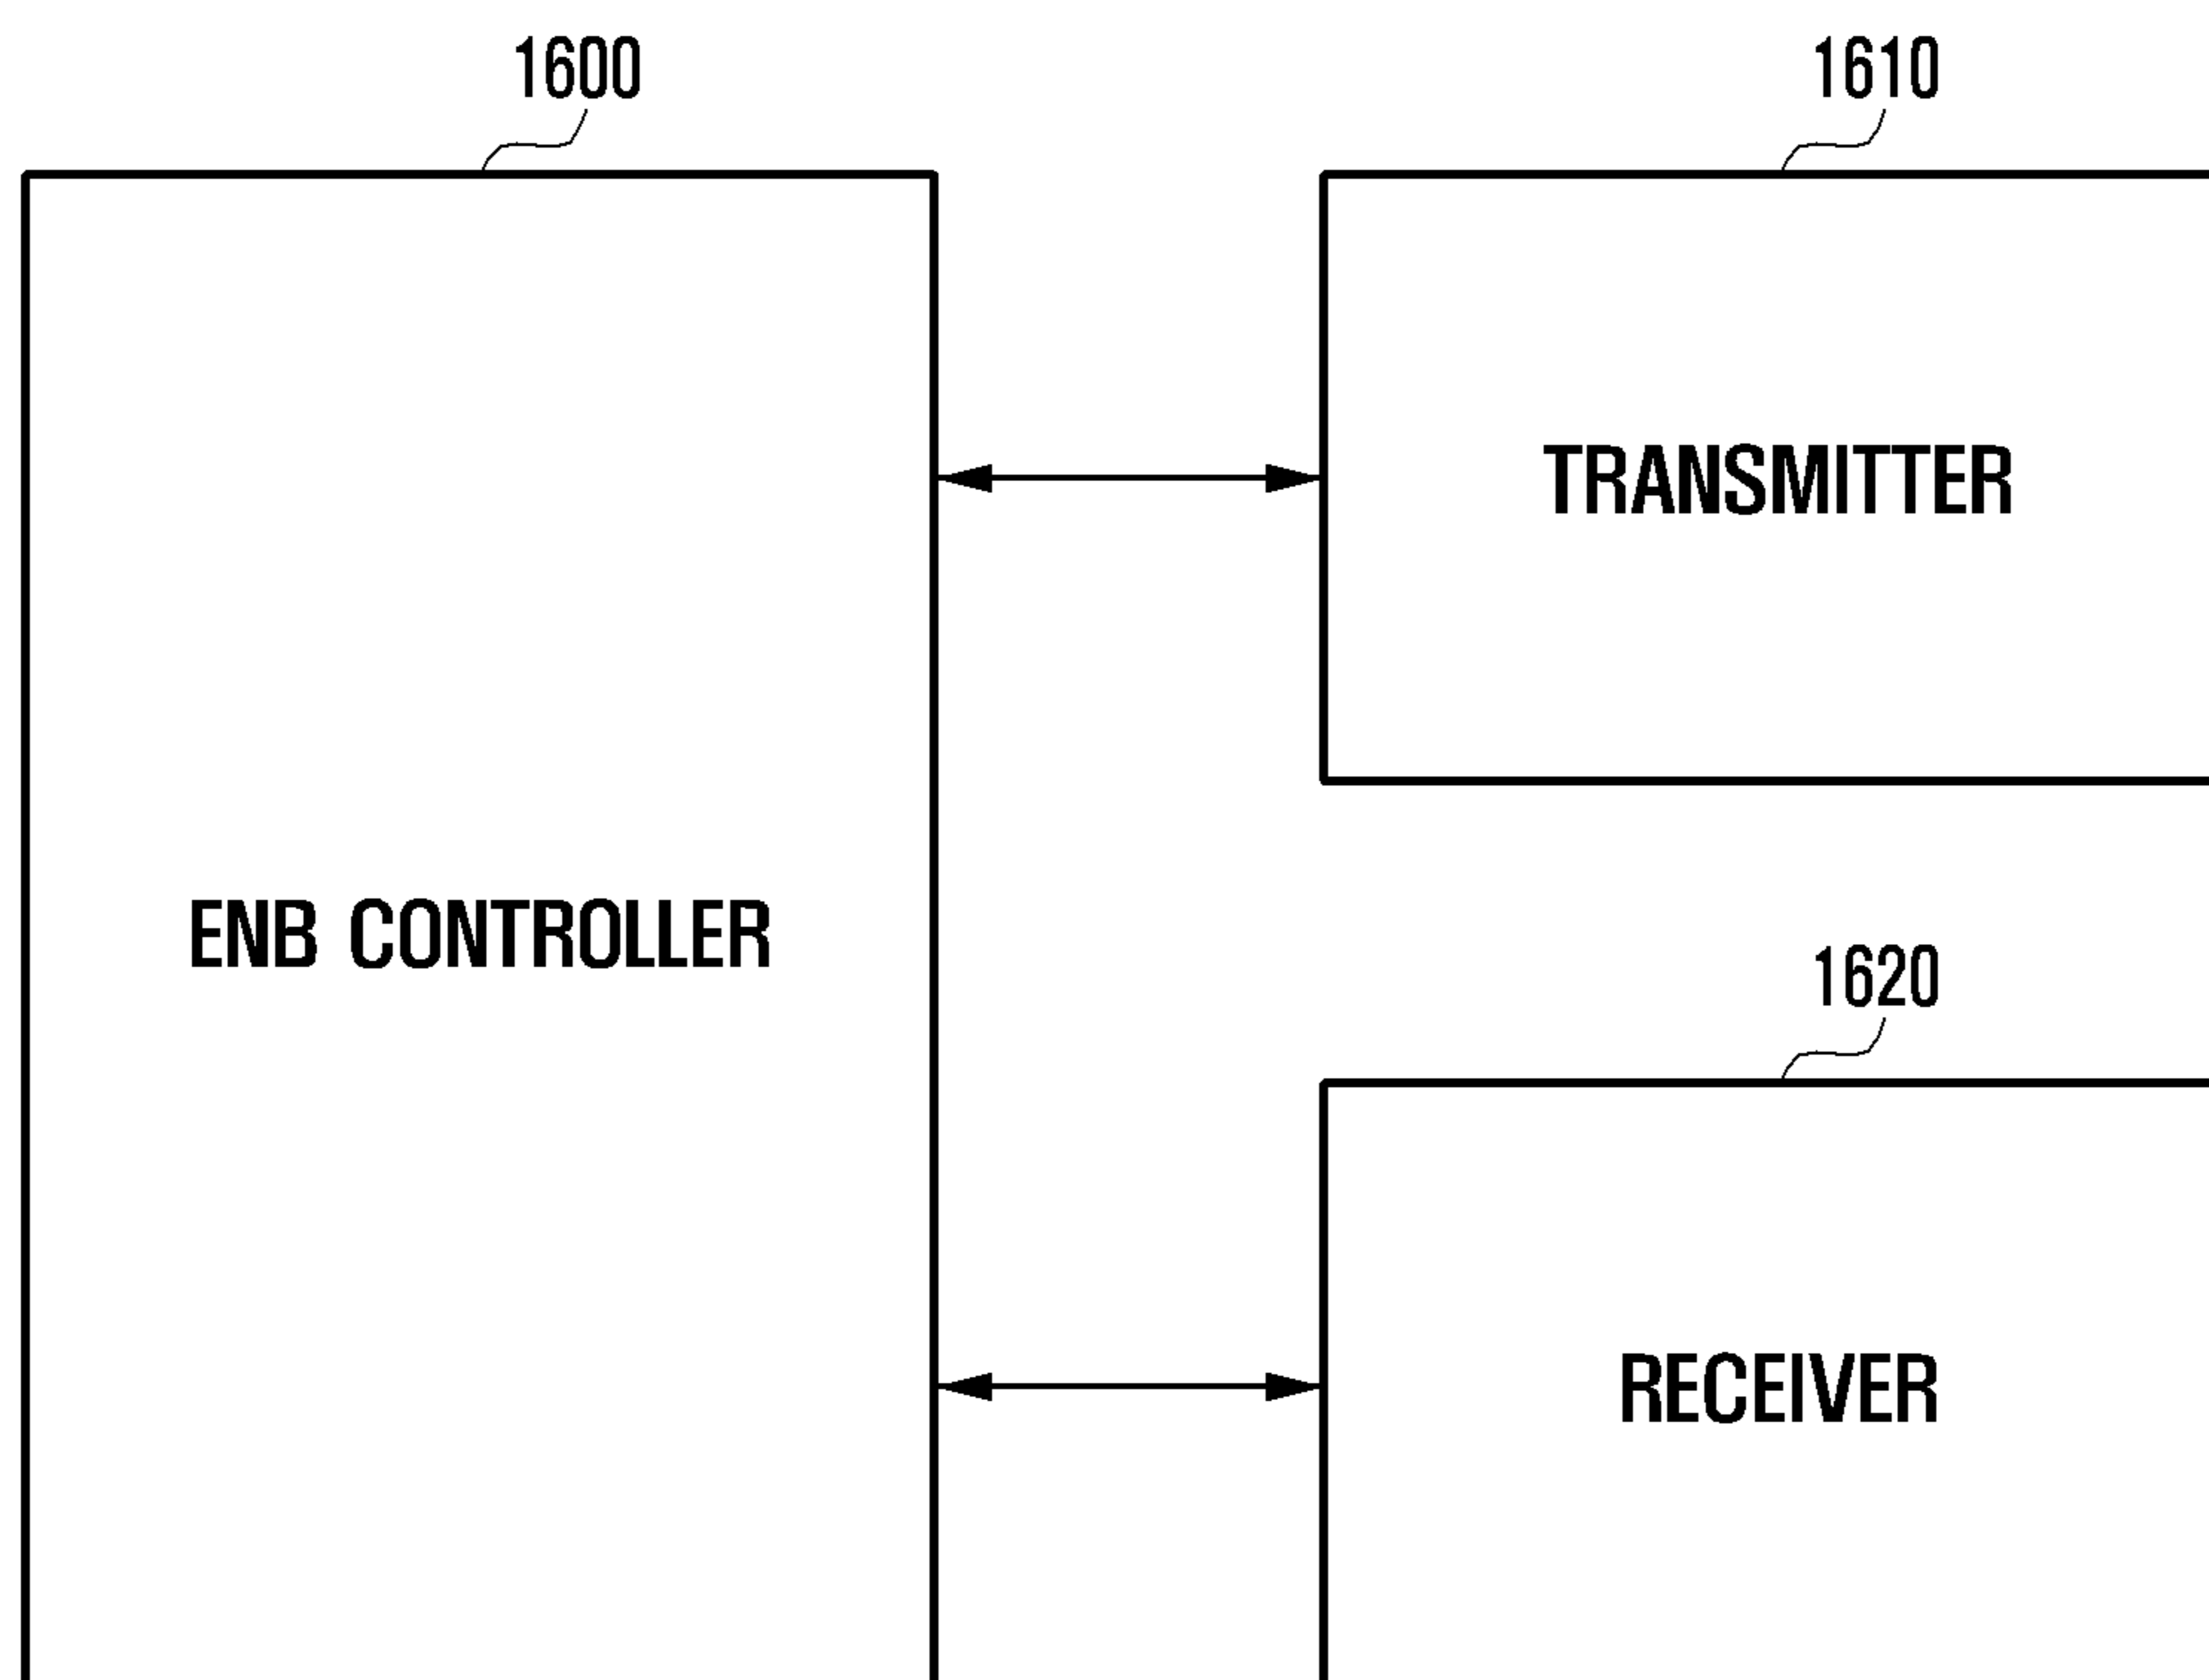 1600
1610
TRANSMITTER
ENB CONTROLLER
1620
RECEIVER